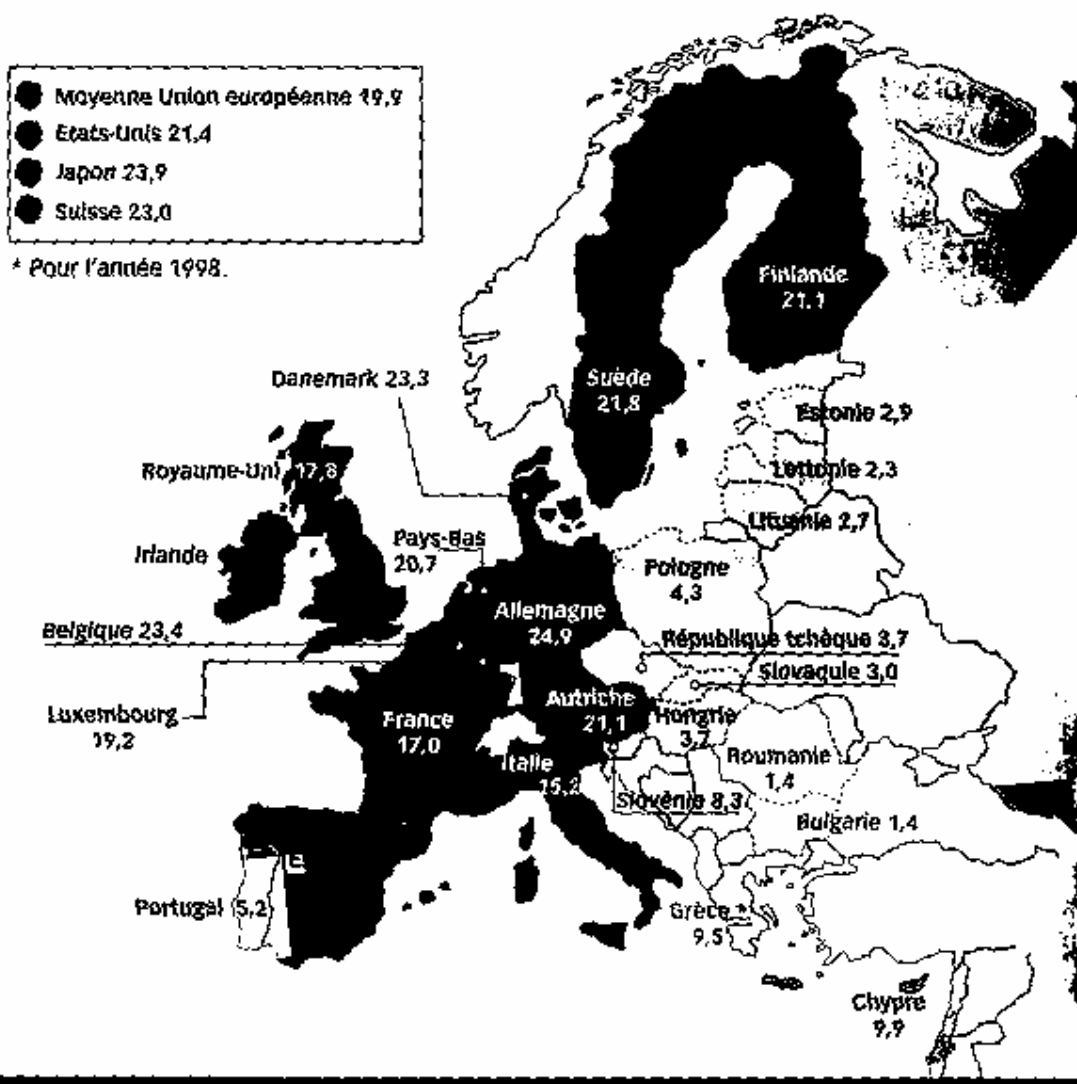 Moyenne Union européenne 19,9
Etats-Unis 21,4
Japon 23,9
Suisse 23,0
* Pour l'année 1998.
Finlande
21,1
Danemark 23,3
Suède
21,8
Estonie 2,9
Lettonie 2,3
Lituanie 2,7
Royaume-Uni 17,8
Irlande
Pays-Bas
20,7
Pologne
4,3
Allemagne
24,9
Belgique 23,4
République tchèque 3,7
Slovaquie 3,0
Luxembourg
19,2
France
17,0
Autriche
21,1
Hongrie
3,7
Italie
Roumanie
1,4
Slovénie 8,3
Bulgarie 1,4
Portugal 5,2
Grèce *
9,5
Chypre
9,9